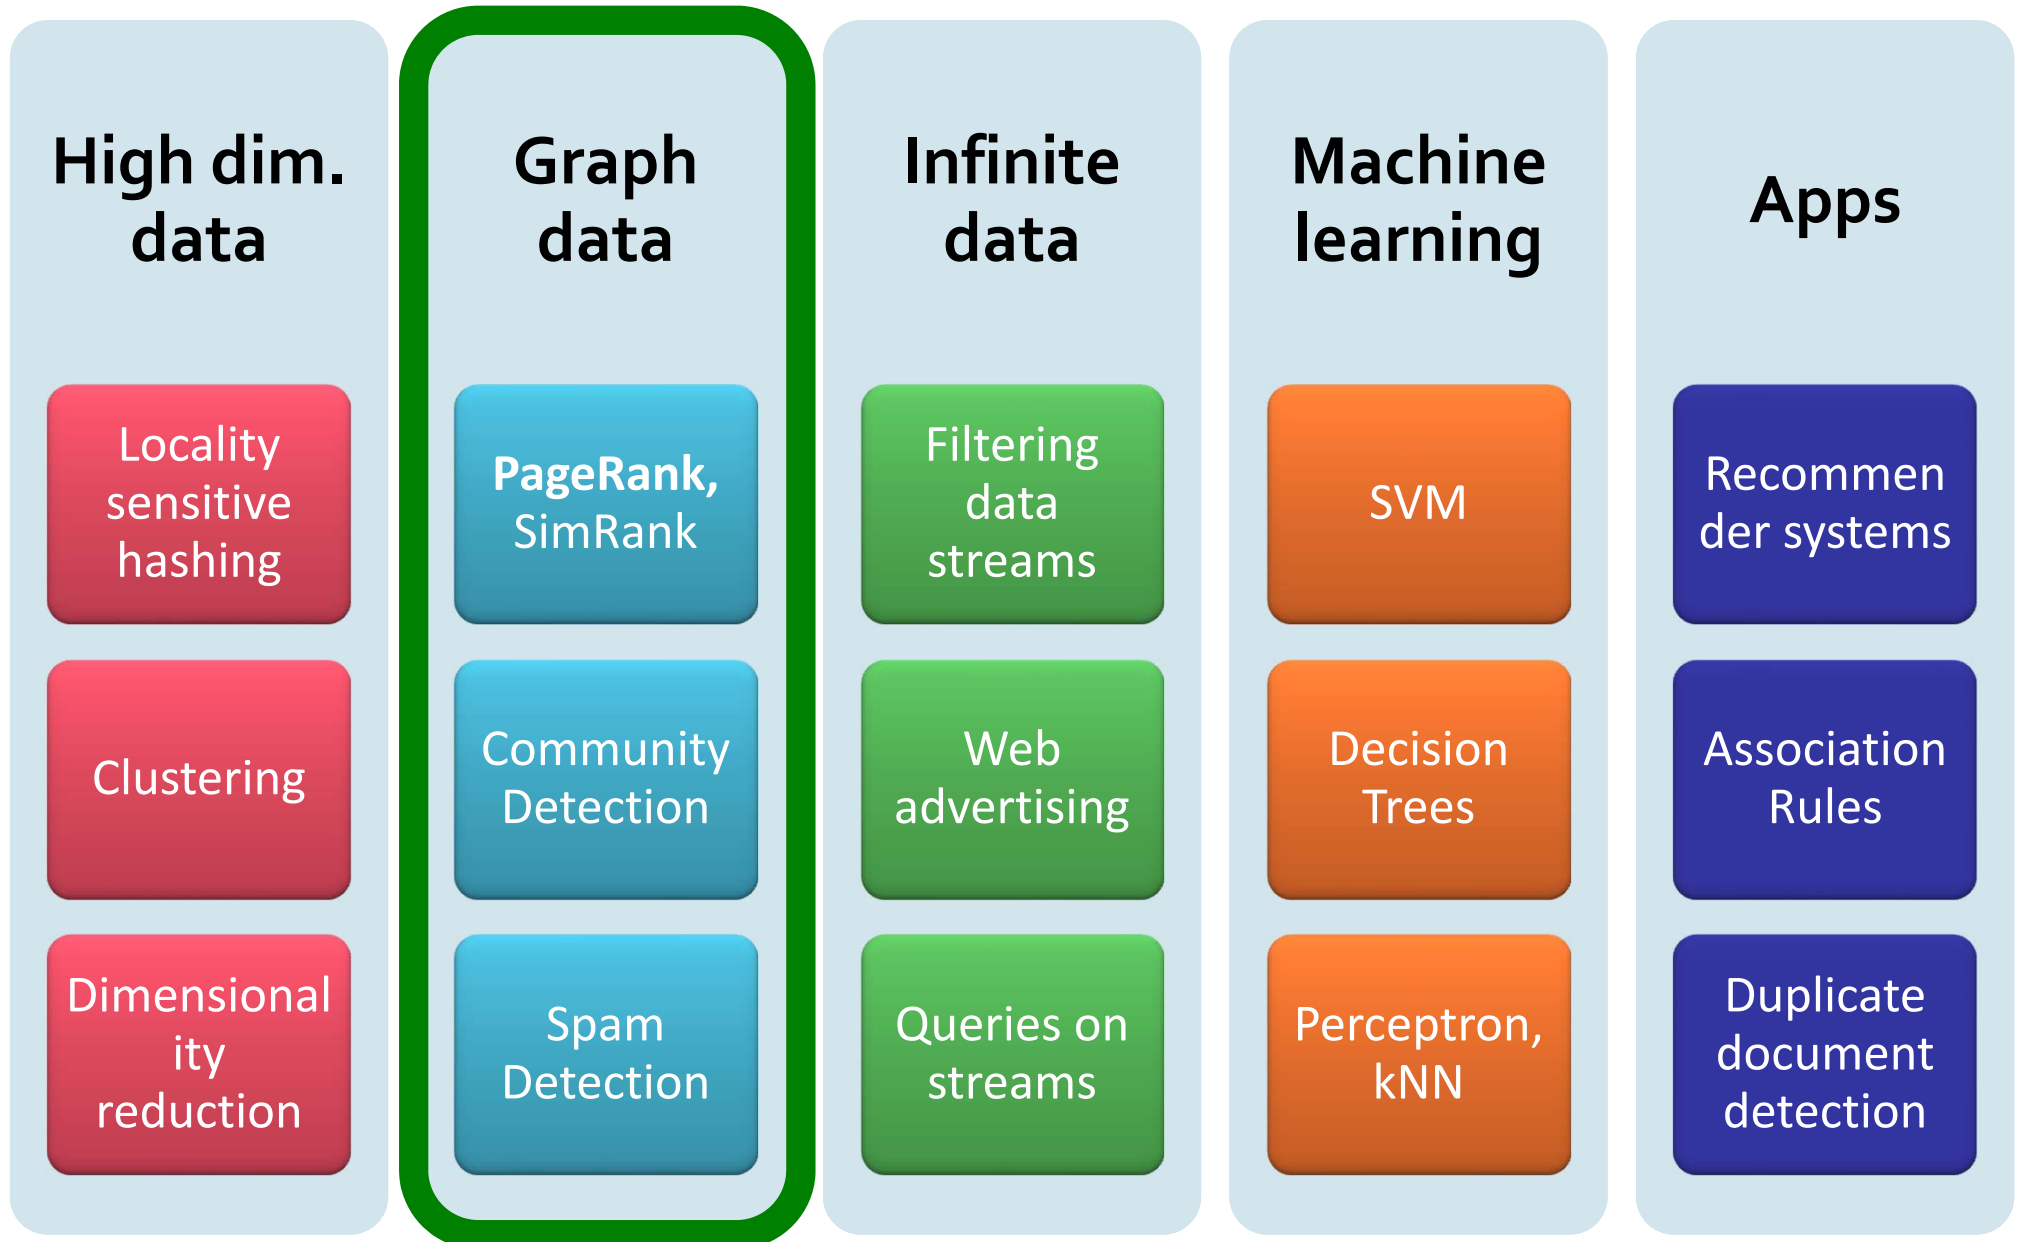 High dim.
data
Locality
sensitive
hashing
Clustering
Dimensional
ity
reduction
Graph
data
PageRank,
SimRank
Community
Detection
Spam
Detection
Infinite
data
Filtering
data
streams
Web
advertising
Queries on
streams
Machine
learning
SVM
Decision
Trees
Perceptron,
kNN
Apps
Recommen
der systems
Association
Rules
Duplicate
document
detection